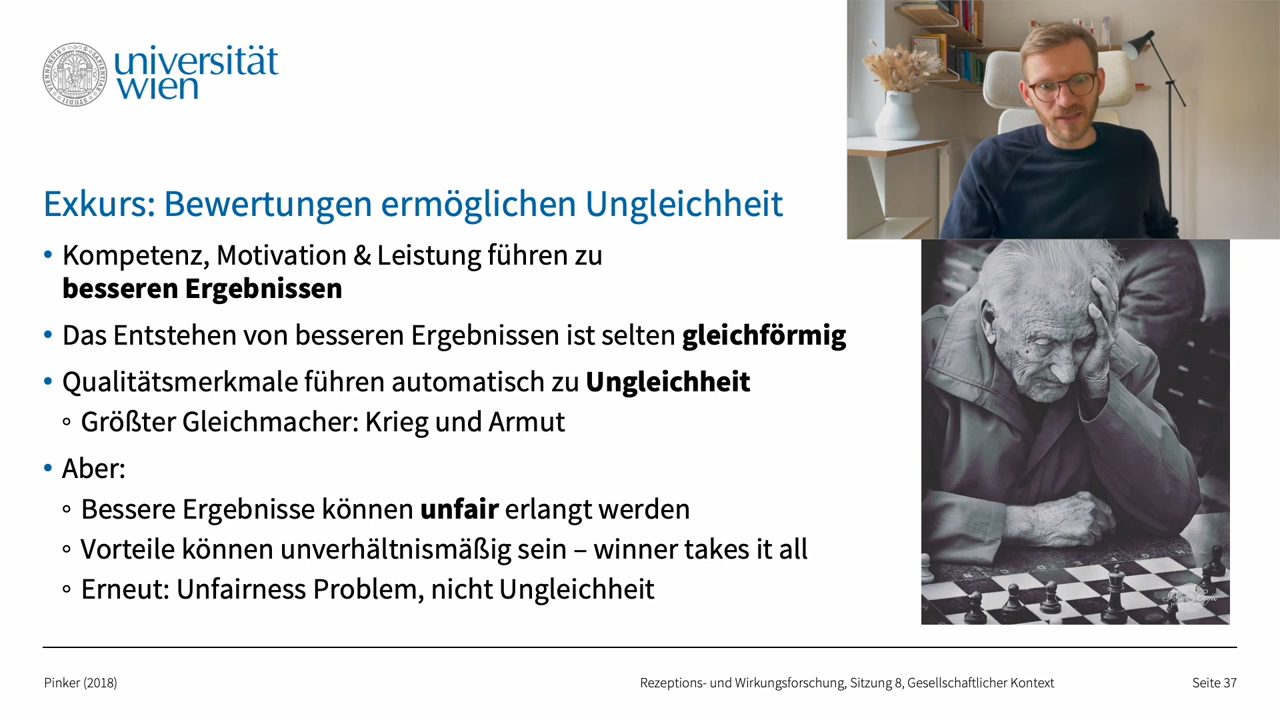 universität
wien
Exkurs: Bewertungen ermöglichen Ungleichheit
• Kompetenz, Motivation & Leistung führen zu
besseren Ergebnissen
• Das Entstehen von besseren Ergebnissen ist selten gleichförmig
• Qualitätsmerkmale führen automatisch zu Ungleichheit
◦ Größter Gleichmacher: Krieg und Armut
• Aber:
◦ Bessere Ergebnisse können unfair erlangt werden
◦ Vorteile können unverhältnismäßig sein – winner takes it all
◦ Erneut: Unfairness Problem, nicht Ungleichheit
Pinker (2018)
Rezeptions- und Wirkungsforschung, Sitzung 8, Gesellschaftlicher Kontext
Seite 37